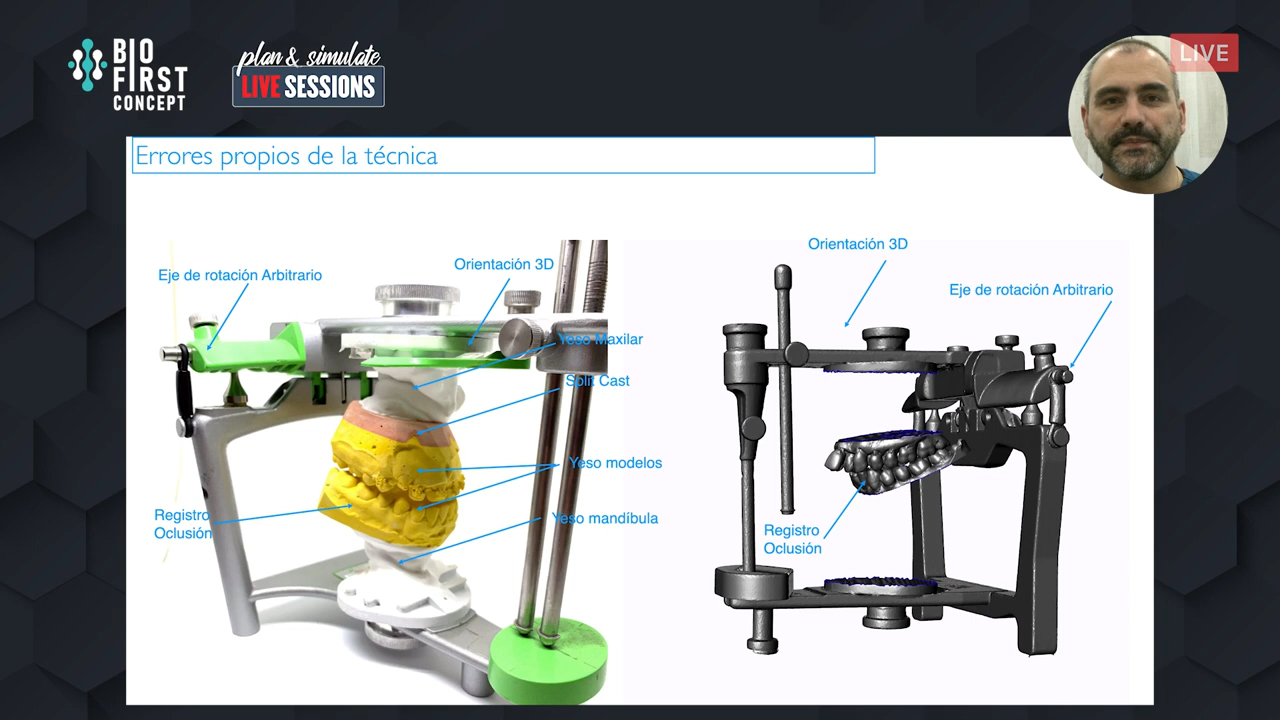 BIO
FIRST
CONCEPT
plan & simulate
LIVE SESSIONS
LIVE
Errores propios de la técnica
Eje de rotación Arbitrario
Orientación 3D
Yeso Maxilar
Split Cast
Yeso modelos
Yeso mandíbula
Registro
Oclusión
Orientación 3D
Eje de rotación Arbitrario
Registro
Oclusión